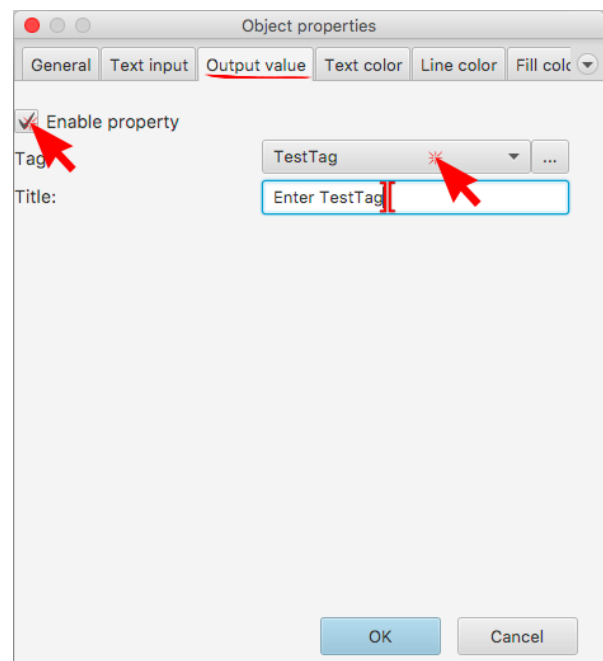 Object properties
General Text input Output value Text color Line color Fill colo
Enable property
Tag
TestTag ...
Title: Enter TestTag
OK Cancel